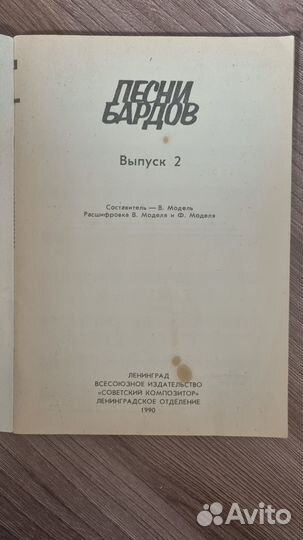 ПЕСНИ
БАРДОВ
Выпуск 2
Составитель — В. Модель
Расшифровка В. Моделя и Ф. Моделя
ЛЕНИНГРАД
ВСЕСОЮЗНОЕ ИЗДАТЕЛЬСТВО
«СОВЕТСКИЙ КОМПОЗИТОР»
ЛЕНИНГРАДСКОЕ ОТДЕЛЕНИЕ
1990
Avito